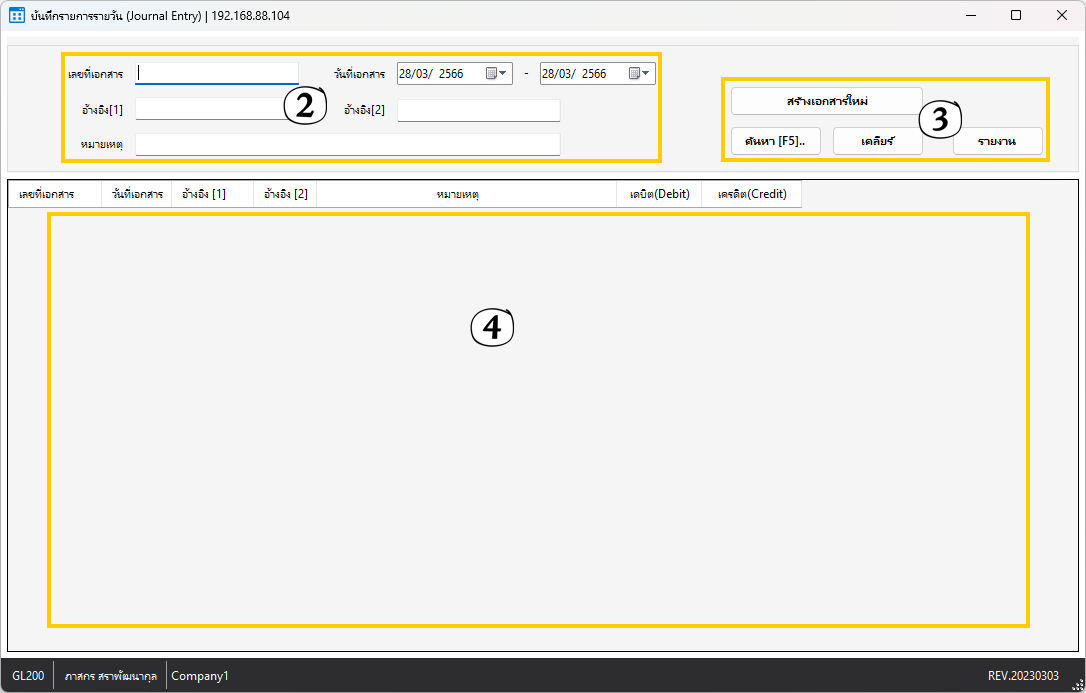 บันทึกรายการรายวัน (Journal Entry) | 192.168.88.104
เลขที่เอกสาร วันที่เอกสาร 28/03/ 2566 - 28/03/ 2566
อ้างอิง[1] 2 อ้างอิง[2]
หมายเหตุ
สร้างเอกสารใหม่
3
ค้นหา [F5].. เคลียร์ รายงาน
เลขที่เอกสาร วันที่เอกสาร อ้างอิง [1] อ้างอิง [2] หมายเหตุ เดบิต(Debit) เครดิต(Credit)
4
GL200 ภาสกร สราพัฒนากุล Company1 REV.20230303